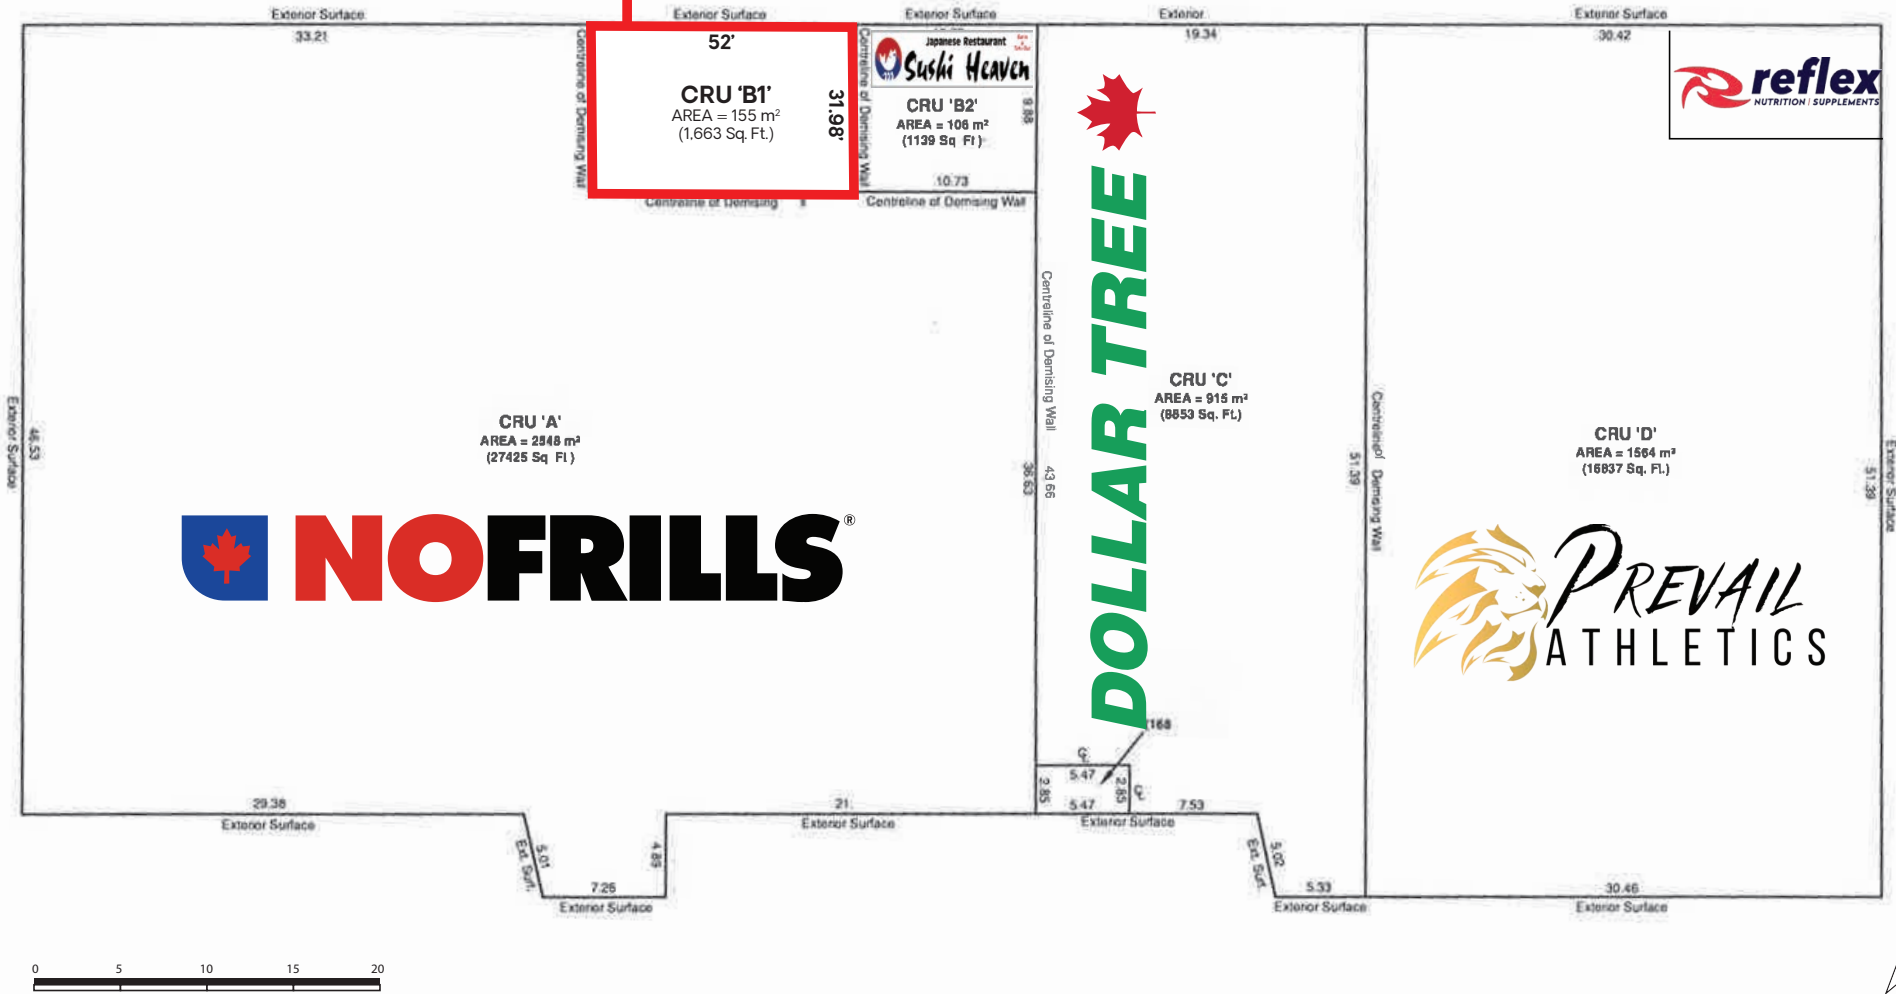 Exterior Surface
Exterior Surface
Exterior Surface
Exterior
Exterior Surface
33.21
52'
19.34
30.42
Centreline of Demising Wall
CRU 'B1'
AREA = 155 m²
(1,663 Sq. Ft.)
31.98'
Centreline of Demising Wall
Japanese Restaurant
Sushi Heaven
CRU 'B2'
AREA = 106 m²
(1139 Sq Ft)
9.88
10.73
Centreline of Demising
Centreline of Demising Wall
reflex
NUTRITION | SUPPLEMENTS
Exterior Surface
46.53
CRU 'A'
AREA = 2548 m²
(27425 Sq Ft)
NOFRILLS®
Centreline of Demising Wall
36.63
43.66
DOLLAR TREE
CRU 'C'
AREA = 915 m²
(8853 Sq. Ft.)
51.39
Centreline of Demising Wall
CRU 'D'
AREA = 1564 m²
(16837 Sq. Ft.)
51.39
Exterior Surface
PREVAIL
ATHLETICS
168
5.47
2.85
2.85
5.47
7.53
29.38
21.
Exterior Surface
Exterior Surface
Exterior Surface
Ext. Surf.
5.01
4.89
7.26
Exterior Surface
Ext. Surf.
5.02
5.33
Exterior Surface
30.46
Exterior Surface
0 5 10 15 20